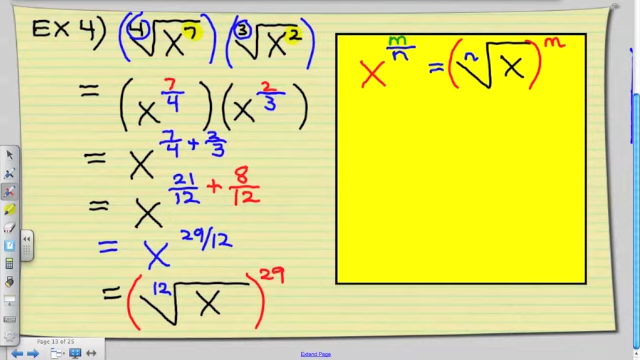 EX 4) (⁴√x⁷)(³√x²)
= (x^(7/4))(x^(2/3))
= x^(7/4 + 2/3)
= x^(21/12 + 8/12)
= x^(29/12)
= (¹²√x)^29
x^(m/n) = (ⁿ√x)^m
Page 13 of 25
Extend Page